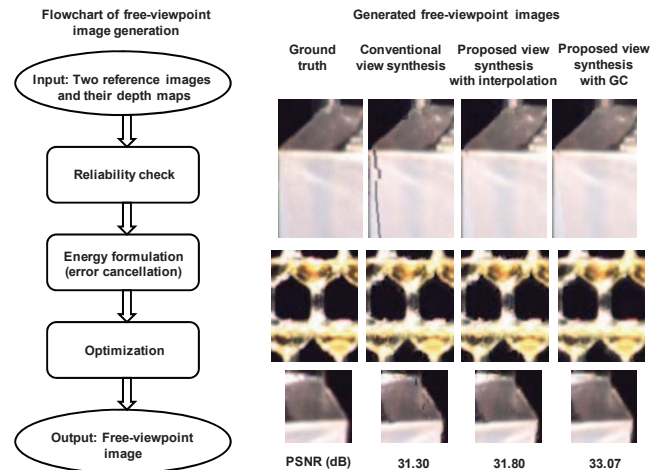 Flowchart of free-viewpoint
image generation
Input: Two reference images
and their depth maps
Reliability check
Energy formulation
(error cancellation)
Optimization
Output: Free-viewpoint
image
Generated free-viewpoint images
Ground
truth
Conventional
view synthesis
Proposed view
synthesis
with interpolation
Proposed view
synthesis
with GC
PSNR (dB) 31.30 31.80 33.07